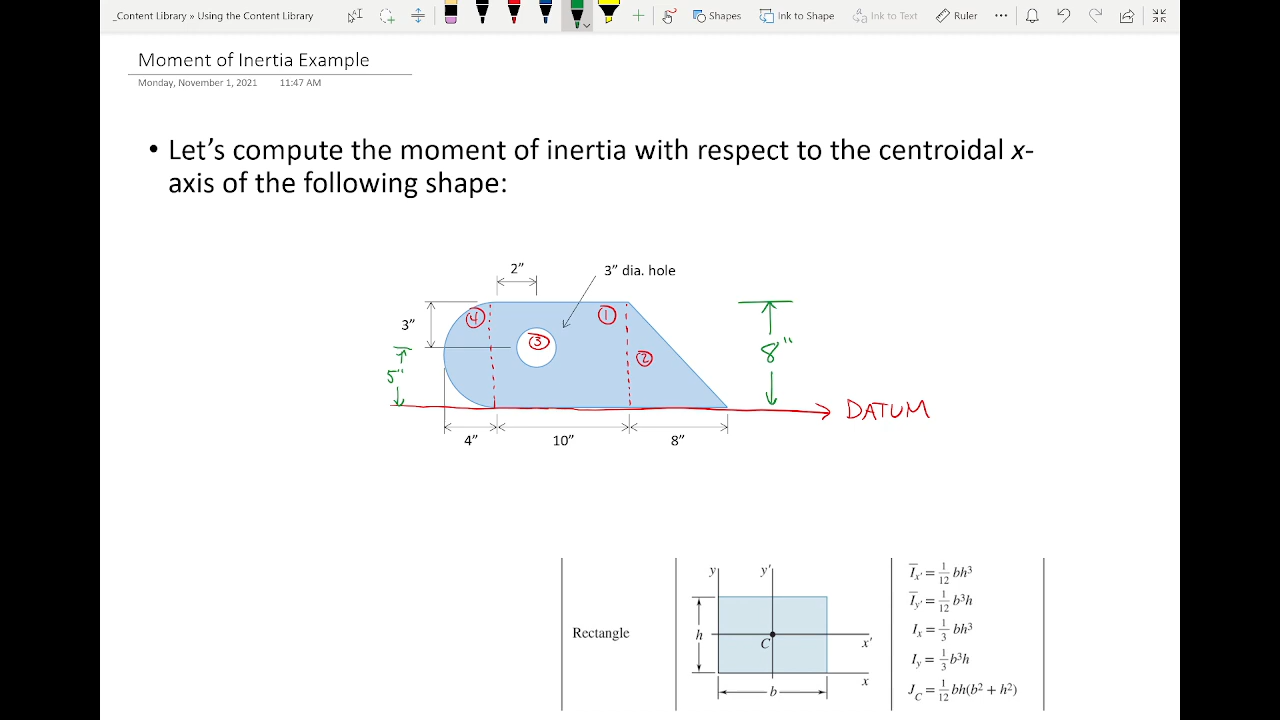 _Content Library » Using the Content Library
Shapes
Ink to Shape
Ink to Text
Ruler
Moment of Inertia Example
Monday, November 1, 2021 11:47 AM
• Let’s compute the moment of inertia with respect to the centroidal x-
axis of the following shape:
2”
3” dia. hole
3”
4
1
3
2
8"
5"
DATUM
4”
10”
8”
Rectangle
y
y'
h
C
x'
x
b
I̅x' = 1/12 bh³
I̅y' = 1/12 b³h
Ix = 1/3 bh³
Iy = 1/3 b³h
JC = 1/12 bh(b² + h²)